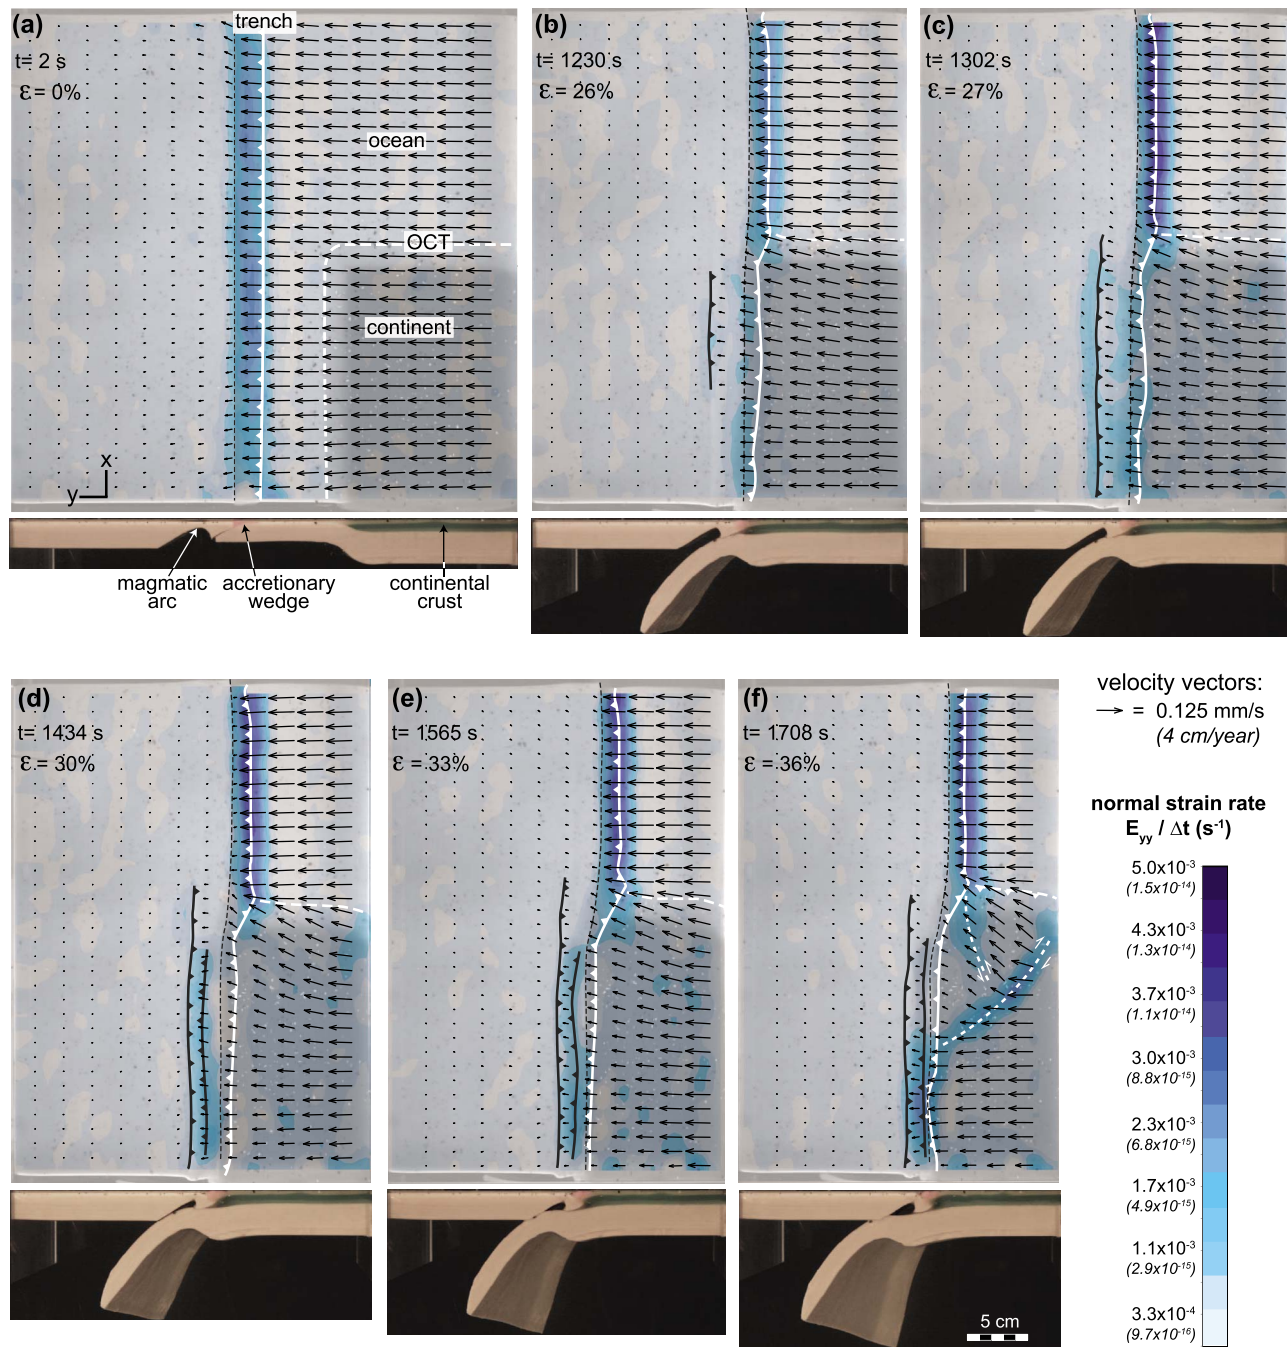 (a)
trench
t= 2 s
ε = 0%
ocean
OCT
continent
x
y
magmatic
arc
accretionary
wedge
continental
crust
(b)
t= 1230 s
ε = 26%
(c)
t= 1302 s
ε = 27%
(d)
t= 1434 s
ε = 30%
(e)
t= 1565 s
ε = 33%
(f)
t= 1708 s
ε = 36%
5 cm
velocity vectors:
= 0.125 mm/s
(4 cm/year)
normal strain rate
Eyy / Δt (s⁻¹)
5.0x10⁻³
(1.5x10⁻¹⁴)
4.3x10⁻³
(1.3x10⁻¹⁴)
3.7x10⁻³
(1.1x10⁻¹⁴)
3.0x10⁻³
(8.8x10⁻¹⁵)
2.3x10⁻³
(6.8x10⁻¹⁵)
1.7x10⁻³
(4.9x10⁻¹⁵)
1.1x10⁻³
(2.9x10⁻¹⁵)
3.3x10⁻⁴
(9.7x10⁻¹⁶)